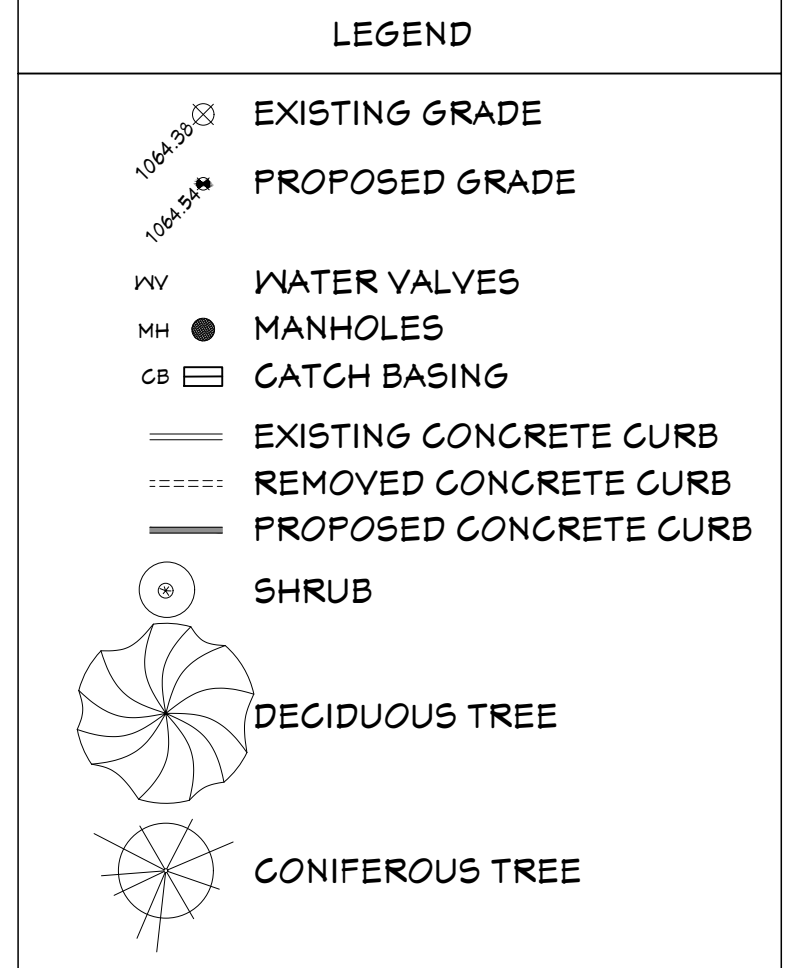 LEGEND
1064.38 EXISTING GRADE
1064.54 PROPOSED GRADE
WV WATER VALVES
MH MANHOLES
CB CATCH BASING
EXISTING CONCRETE CURB
REMOVED CONCRETE CURB
PROPOSED CONCRETE CURB
SHRUB
DECIDUOUS TREE
CONIFEROUS TREE